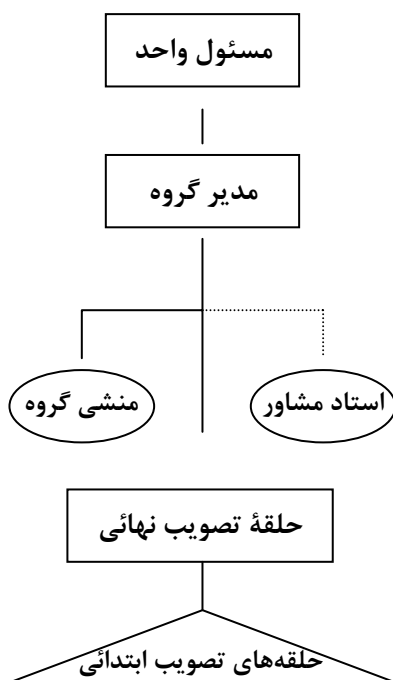 مسئول واحد
مدیر گروه
استاد مشاور
منشی گروه
حلقهٔ تصویب نهائی
حلقه‌های تصویب ابتدائی